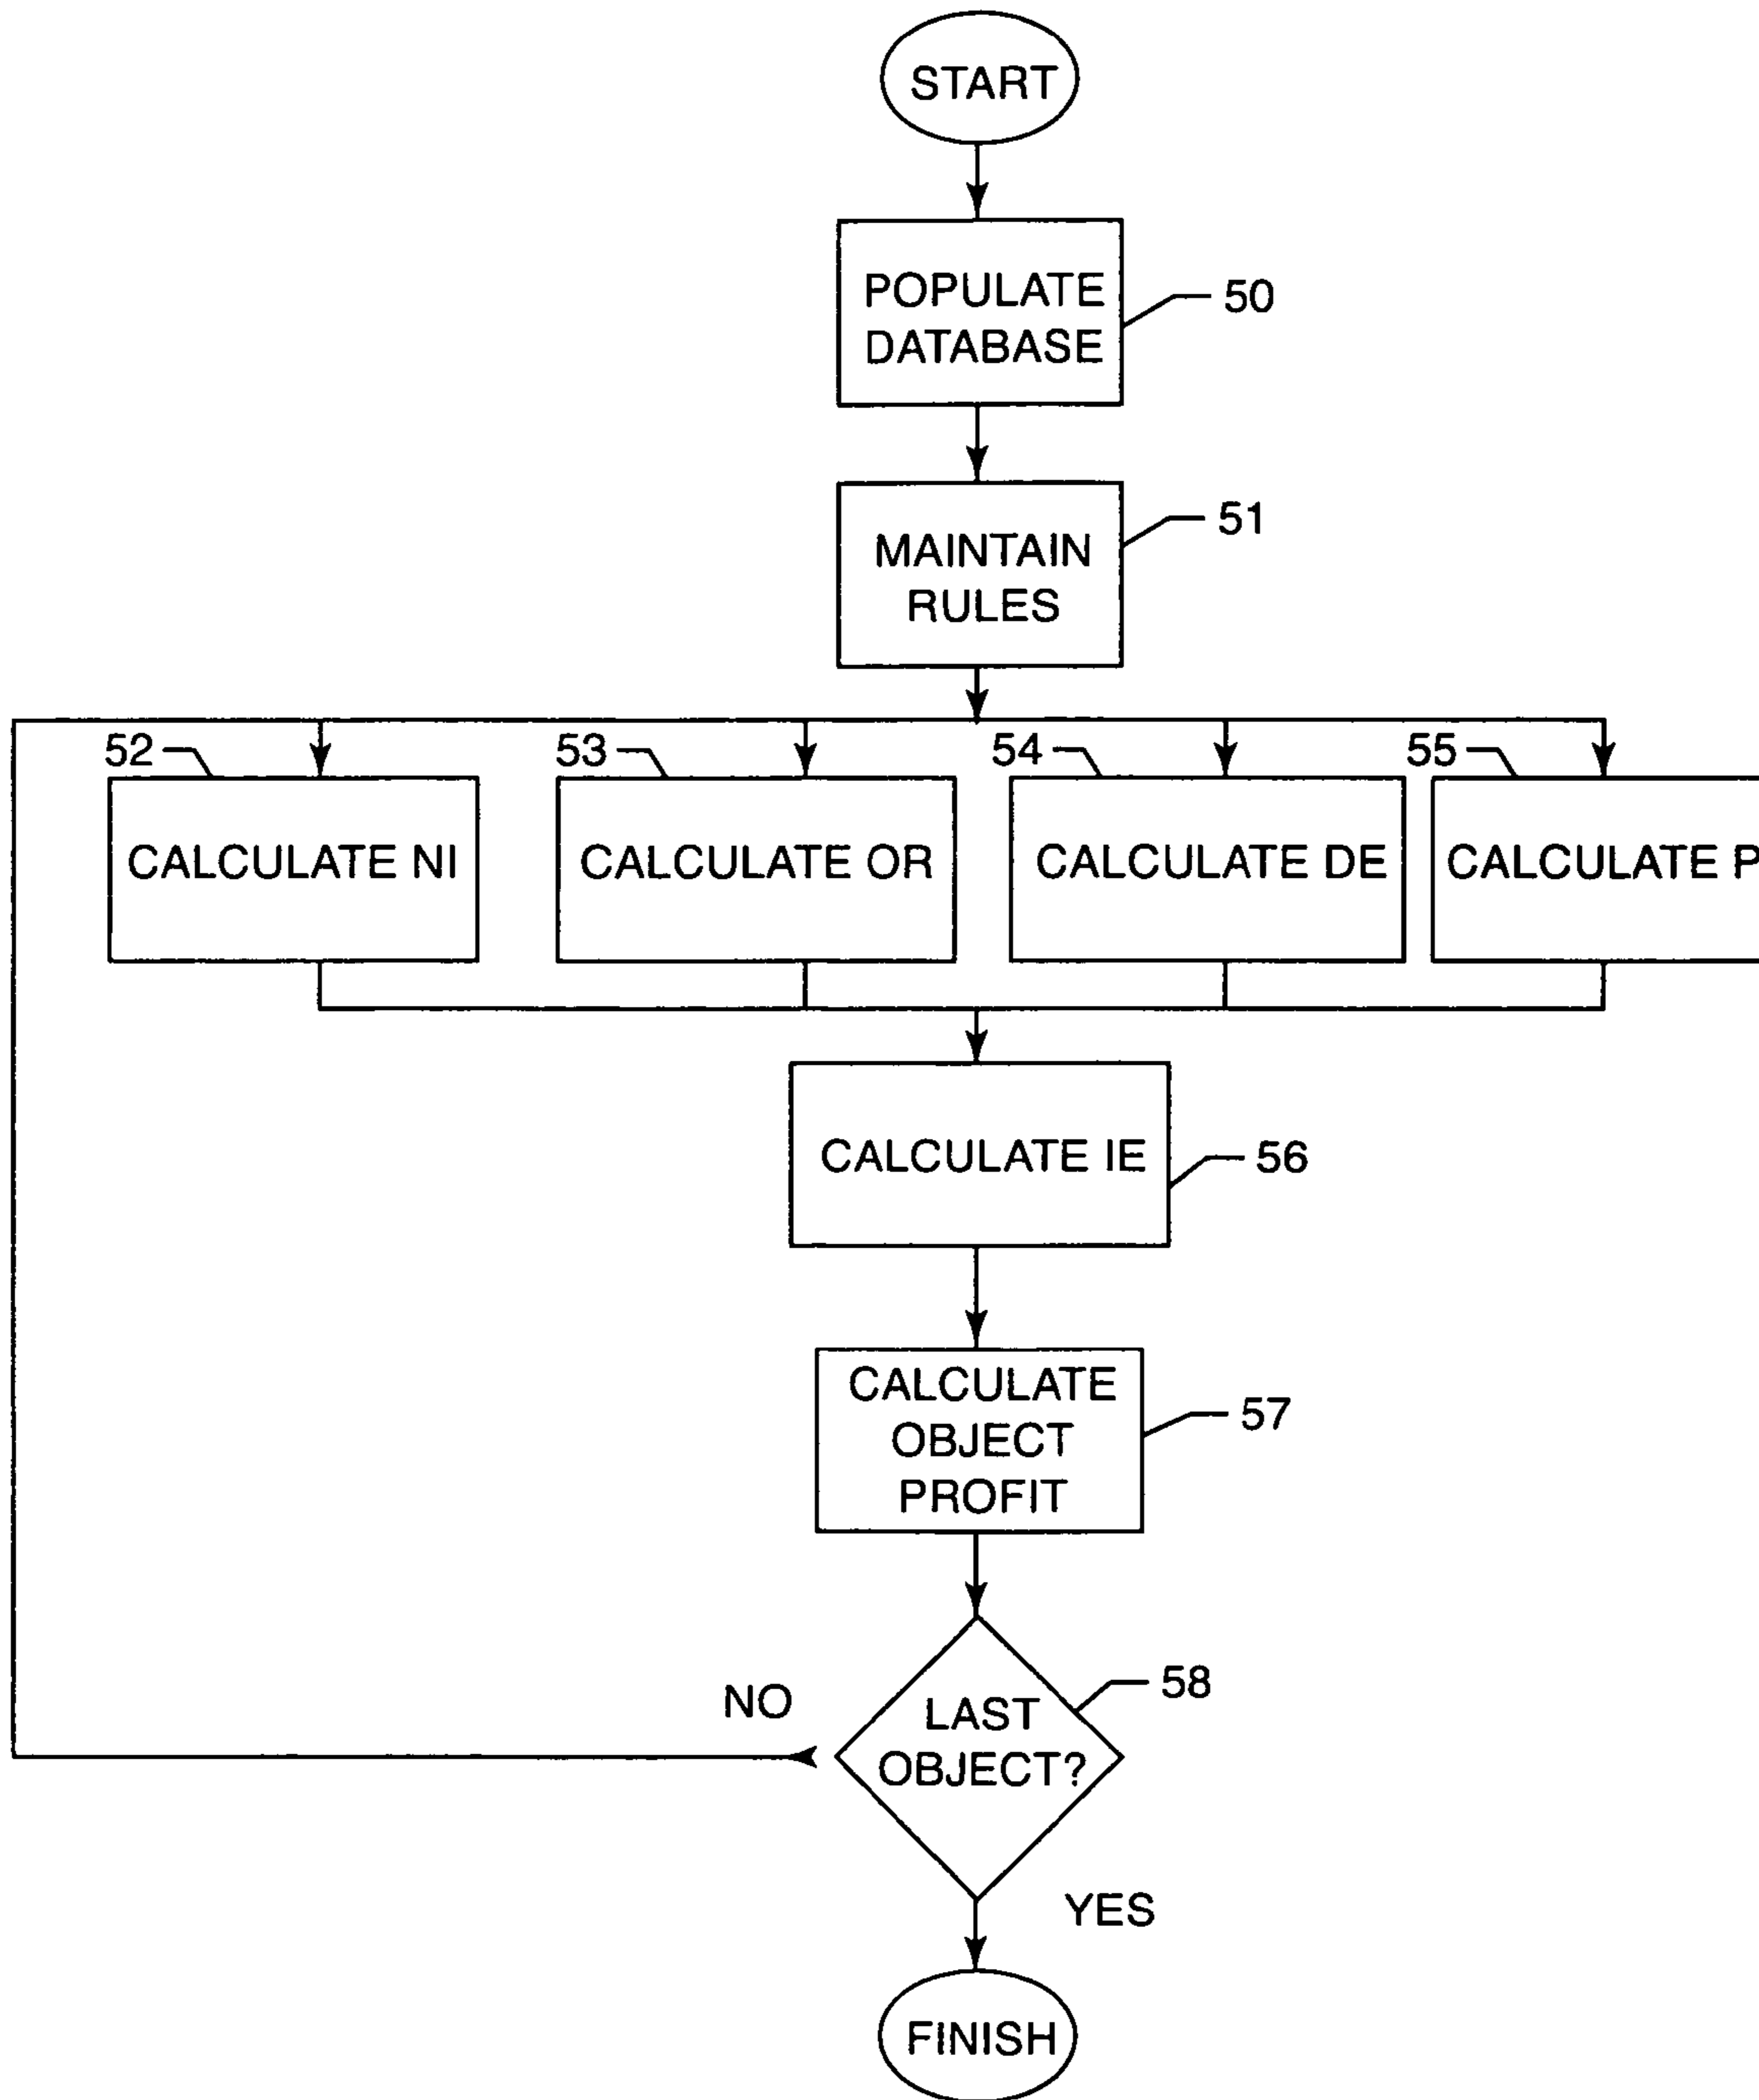 START
POPULATE
DATABASE
50
MAINTAIN
RULES
51
52
53
54
55
CALCULATE NI
CALCULATE OR
CALCULATE DE
CALCULATE P
CALCULATE IE
56
CALCULATE
OBJECT
PROFIT
57
LAST
OBJECT?
58
NO
YES
FINISH